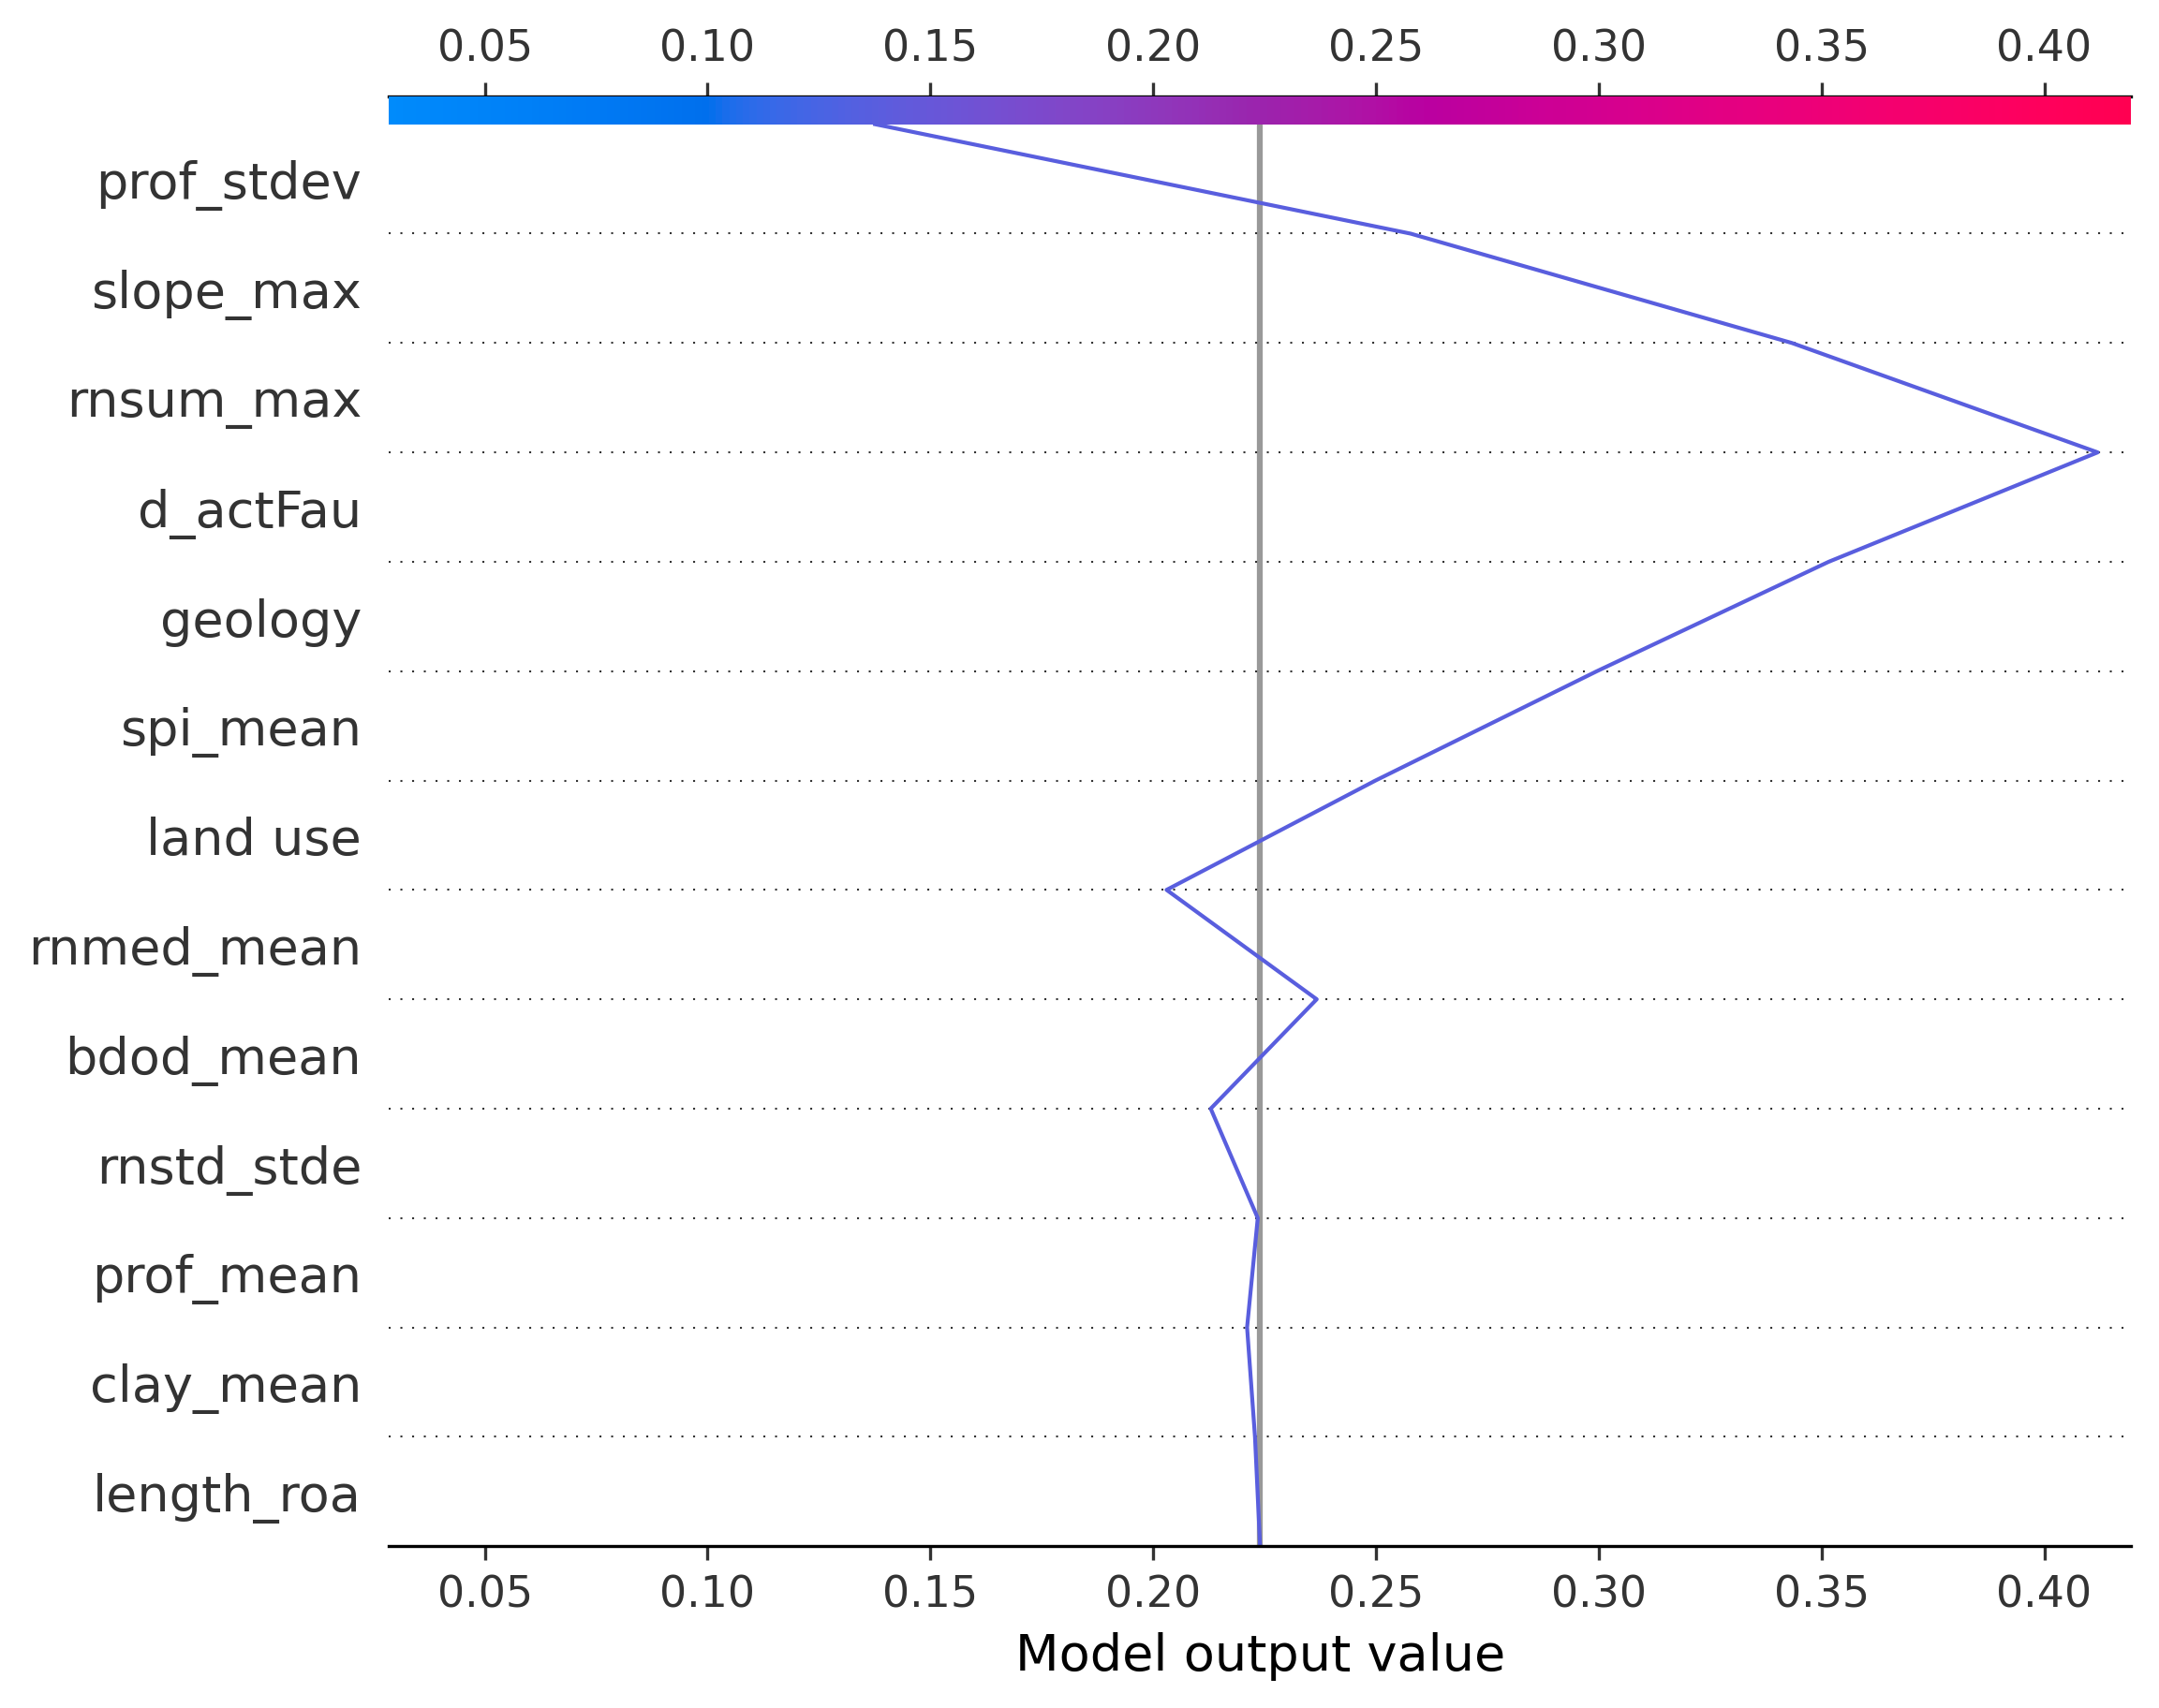 0.05 0.10 0.15 0.20 0.25 0.30 0.35 0.40
prof_stdev
slope_max
rnsum_max
d_actFau
geology
spi_mean
land use
rnmed_mean
bdod_mean
rnstd_stde
prof_mean
clay_mean
length_roa
0.05 0.10 0.15 0.20 0.25 0.30 0.35 0.40
Model output value